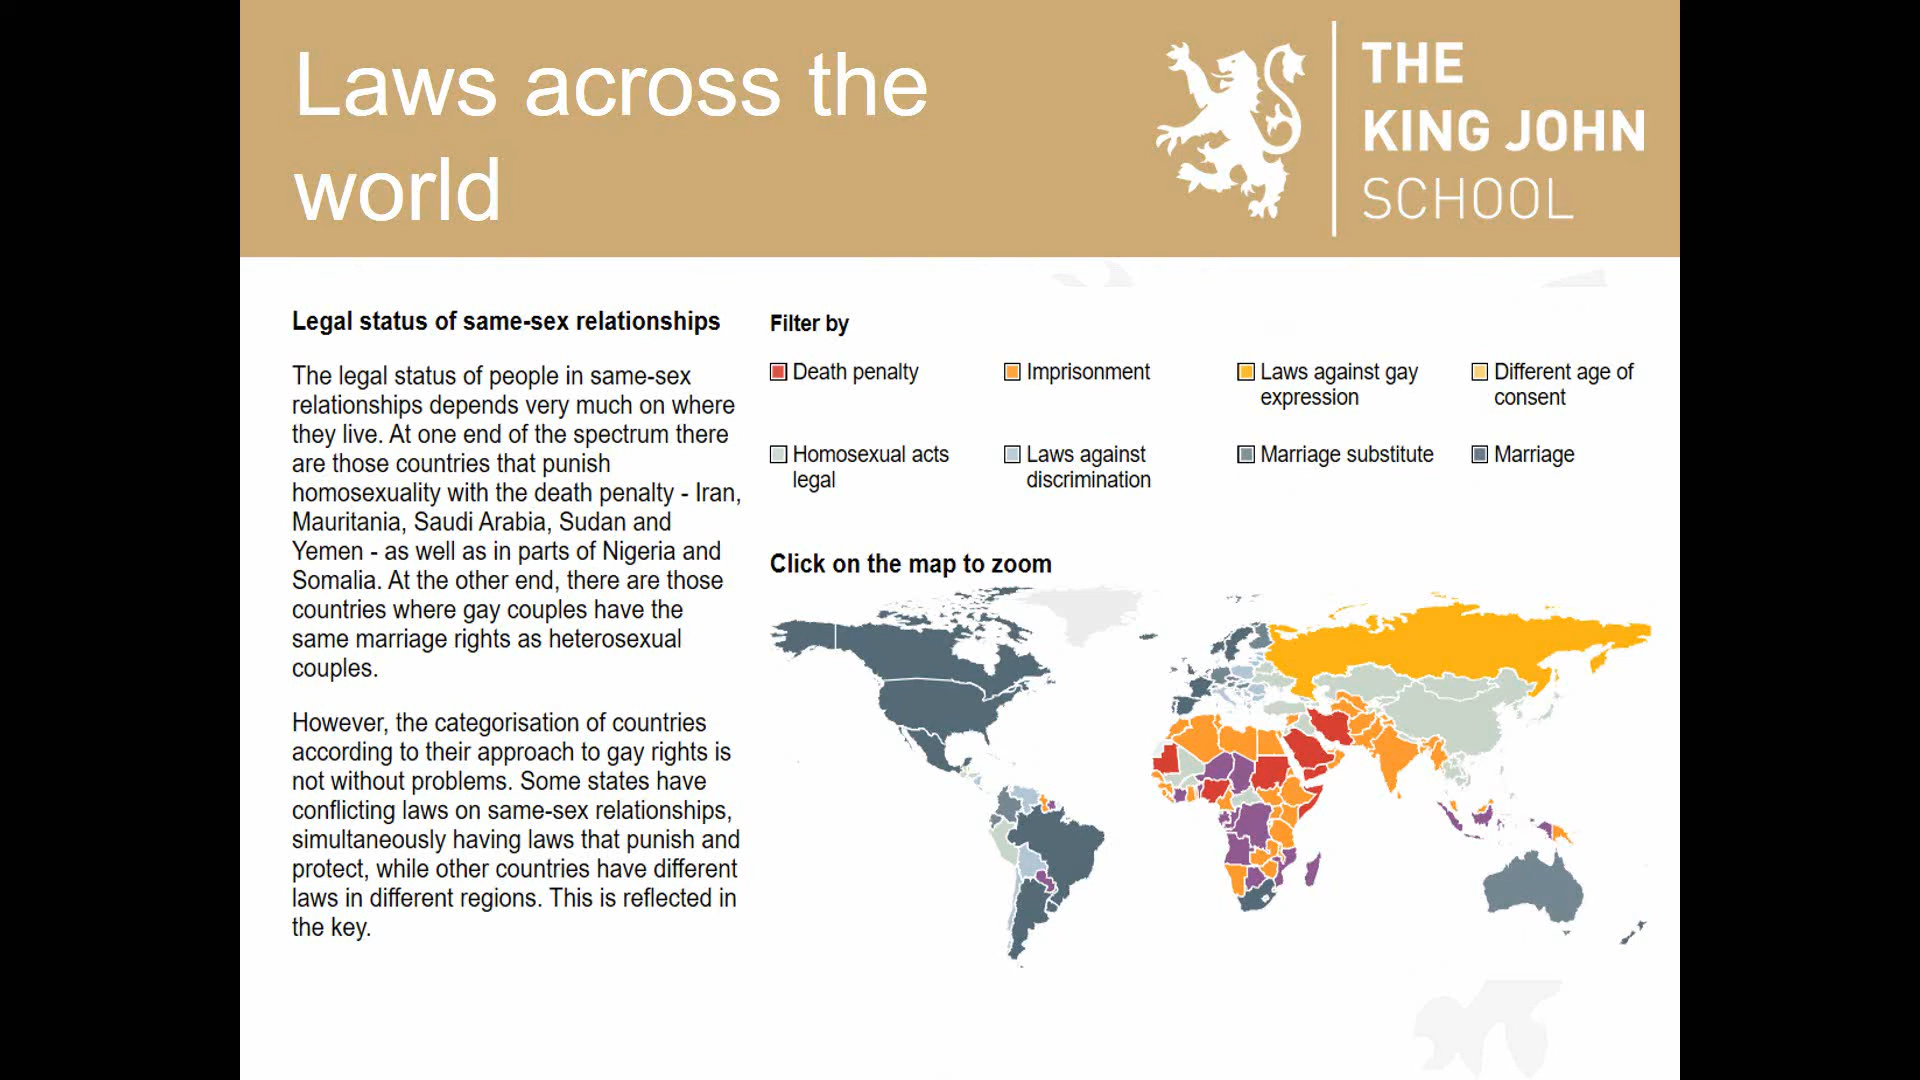 Laws across the
world
THE
KING JOHN
SCHOOL
Legal status of same-sex relationships
The legal status of people in same-sex
relationships depends very much on where
they live. At one end of the spectrum there
are those countries that punish
homosexuality with the death penalty - Iran,
Mauritania, Saudi Arabia, Sudan and
Yemen - as well as in parts of Nigeria and
Somalia. At the other end, there are those
countries where gay couples have the
same marriage rights as heterosexual
couples.
However, the categorisation of countries
according to their approach to gay rights is
not without problems. Some states have
conflicting laws on same-sex relationships,
simultaneously having laws that punish and
protect, while other countries have different
laws in different regions. This is reflected in
the key.
Filter by
Death penalty
Imprisonment
Laws against gay
expression
Different age of
consent
Homosexual acts
legal
Laws against
discrimination
Marriage substitute
Marriage
Click on the map to zoom